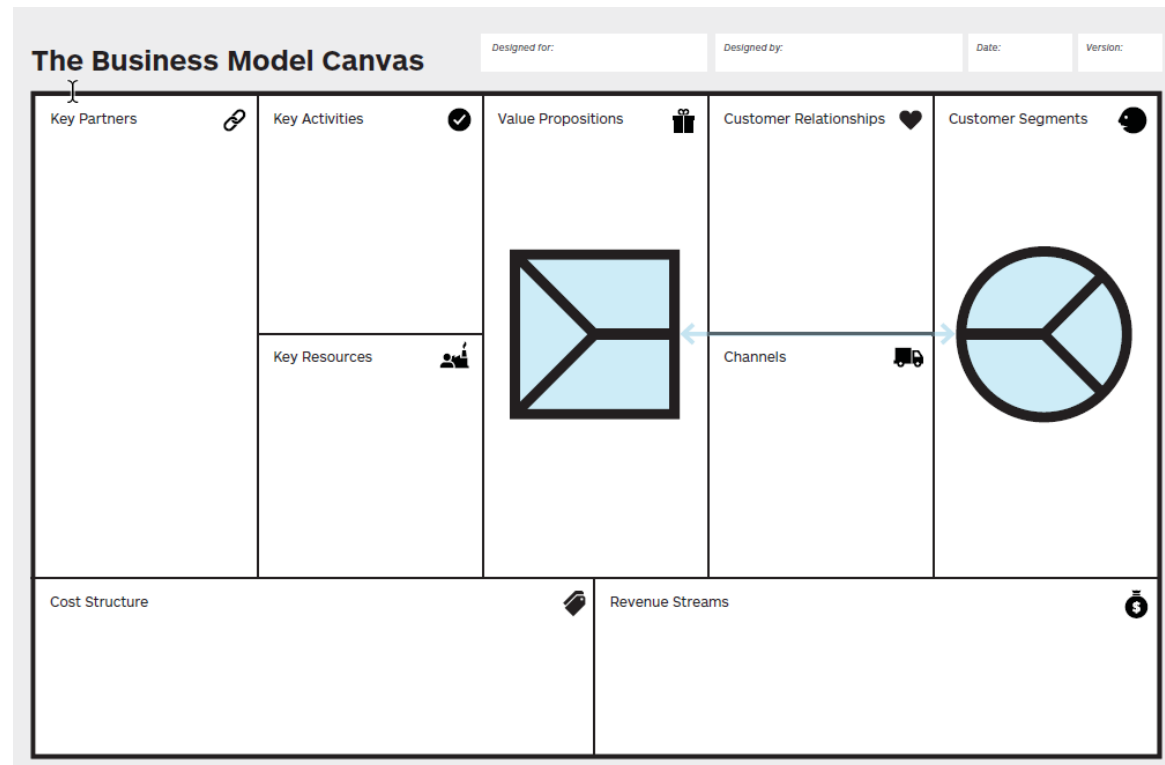 The Business Model Canvas
Designed for:
Designed by:
Date:
Version:
Key Partners
Key Activities
Value Propositions
Customer Relationships
Customer Segments
Key Resources
Channels
Cost Structure
Revenue Streams
$